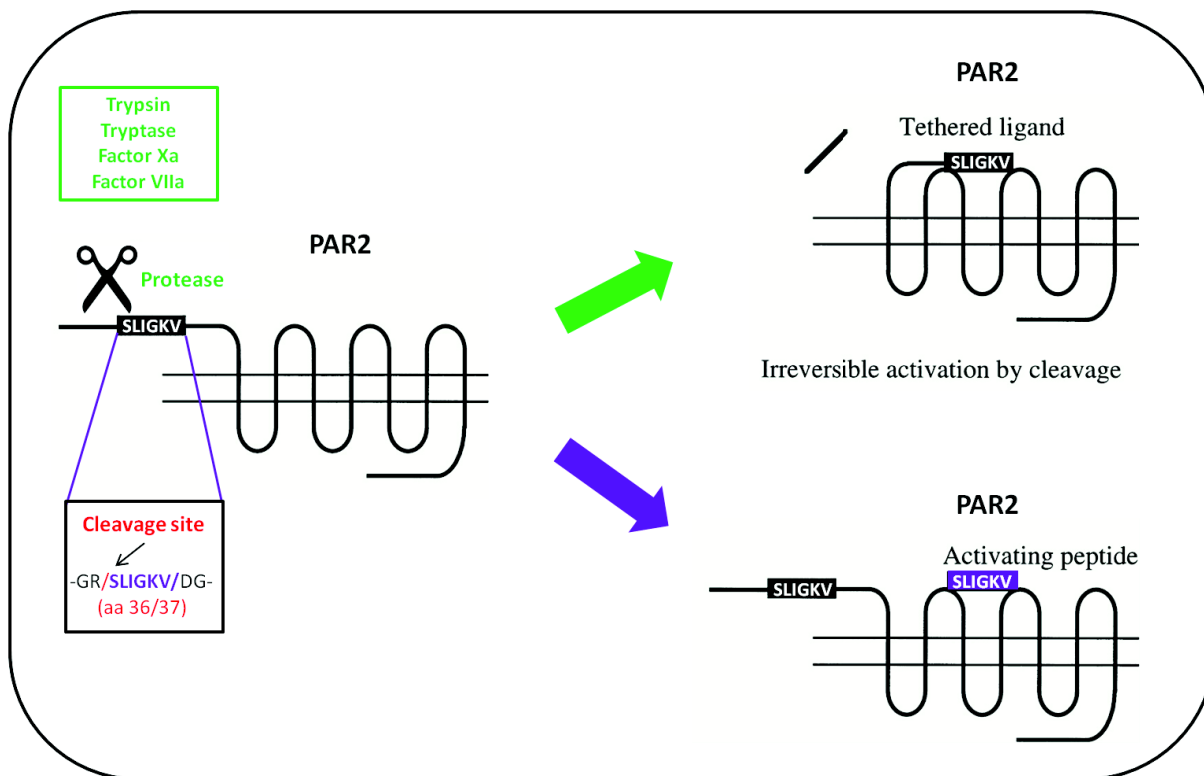 Trypsin
Tryptase
Factor Xa
Factor VIIa
Protease
PAR2
SLIGKV
Cleavage site
-GR/SLIGKV/DG-
(aa 36/37)
PAR2
Tethered ligand
SLIGKV
Irreversible activation by cleavage
PAR2
Activating peptide
SLIGKV
SLIGKV